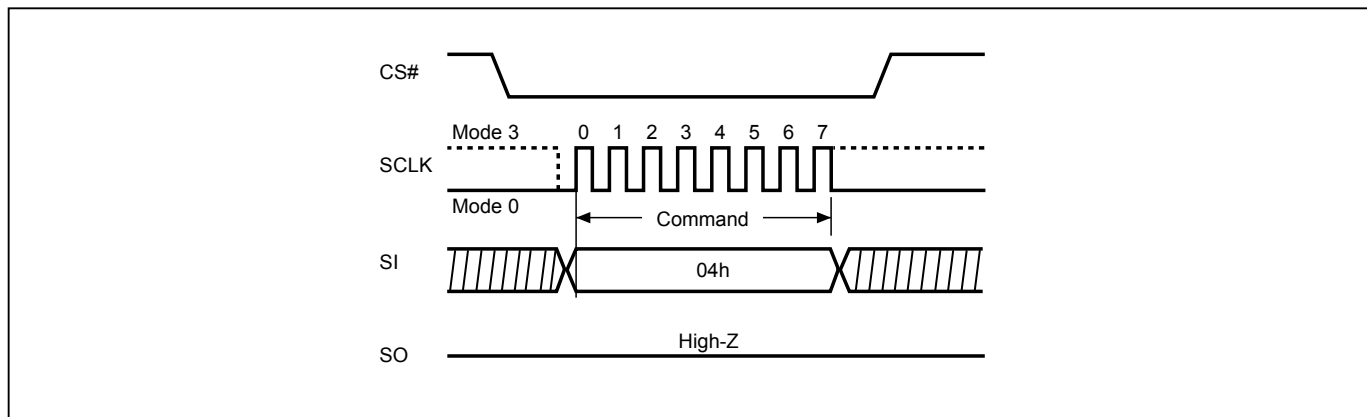 CS#
Mode 3 0 1 2 3 4 5 6 7
SCLK
Mode 0
Command
SI
04h
High-Z
SO